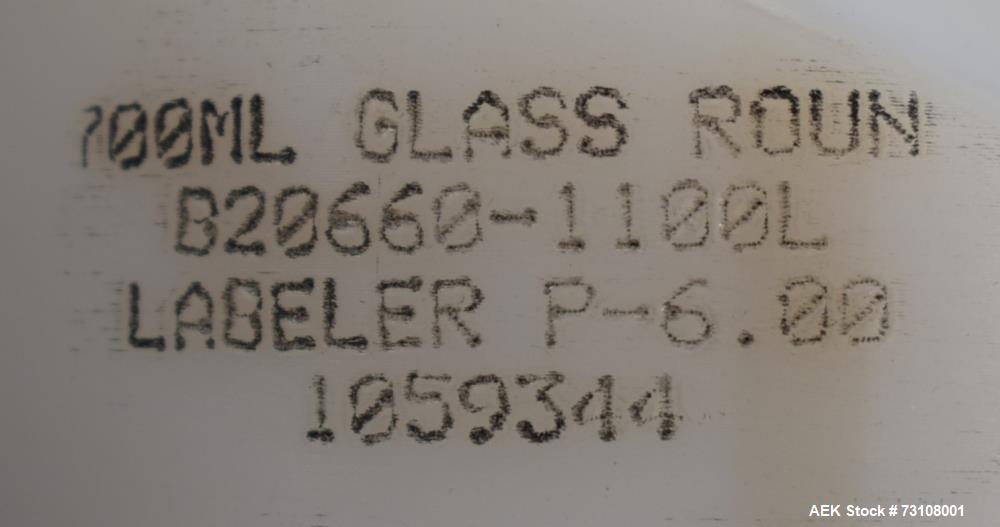 700ML GLASS ROUN
B20660-1100L
LABELER P-6.00
1059344
AEK Stock # 73108001